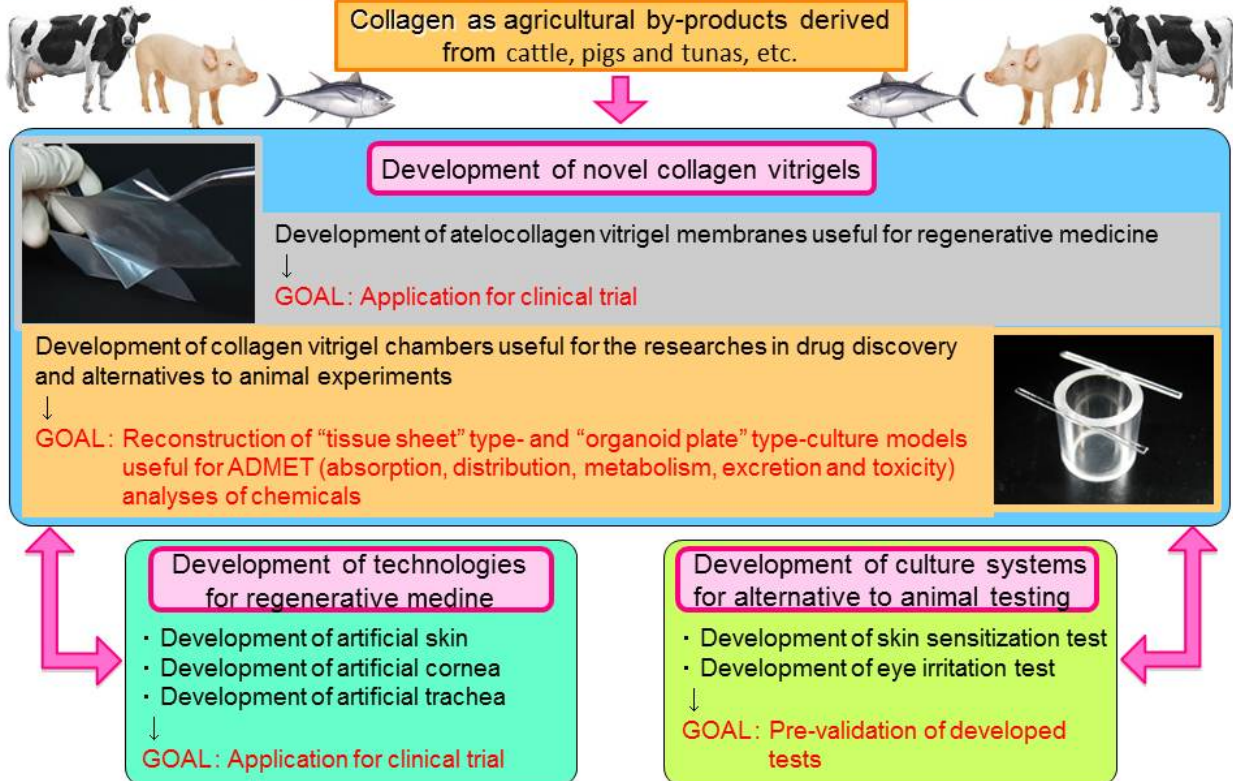 Collagen as agricultural by-products derived
from cattle, pigs and tunas, etc.
Development of novel collagen vitrigels
Development of atelocollagen vitrigel membranes useful for regenerative medicine
↓
GOAL: Application for clinical trial
Development of collagen vitrigel chambers useful for the researches in drug discovery
and alternatives to animal experiments
↓
GOAL: Reconstruction of “tissue sheet” type- and “organoid plate” type-culture models
useful for ADMET (absorption, distribution, metabolism, excretion and toxicity)
analyses of chemicals
Development of technologies
for regenerative medine
・Development of artificial skin
・Development of artificial cornea
・Development of artificial trachea
↓
GOAL: Application for clinical trial
Development of culture systems
for alternative to animal testing
・Development of skin sensitization test
・Development of eye irritation test
↓
GOAL: Pre-validation of developed
tests